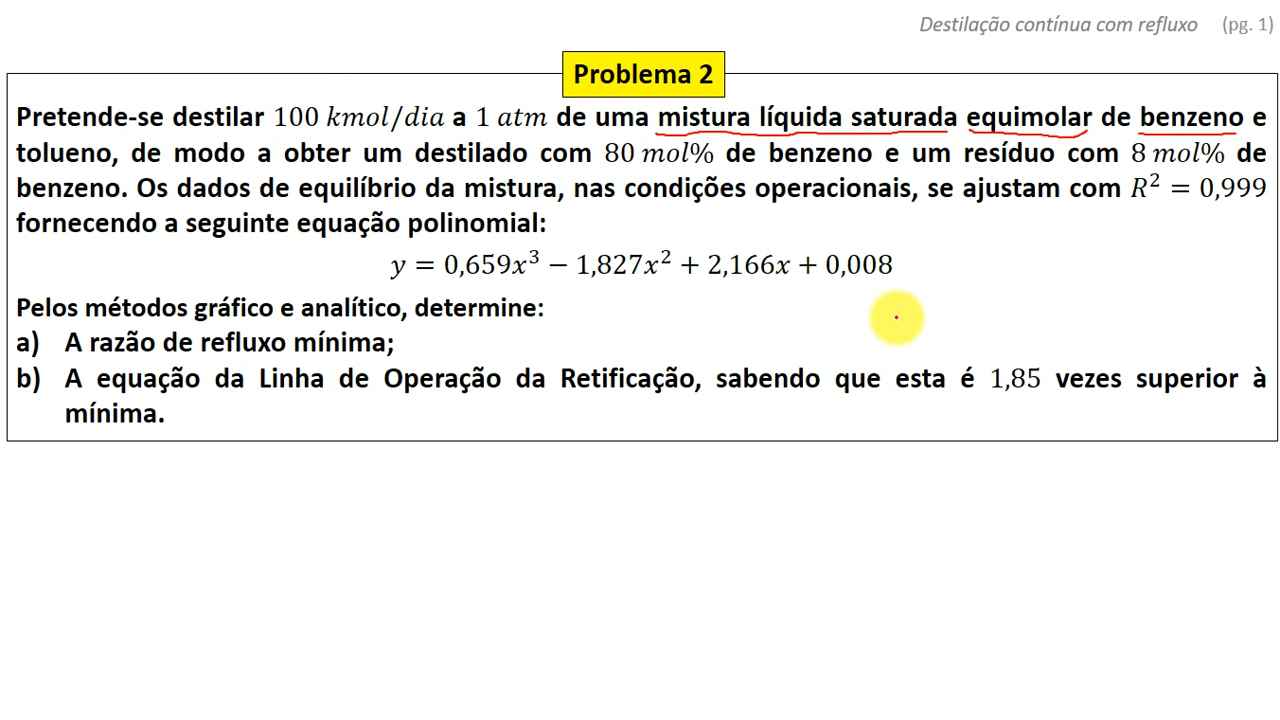 Destilação contínua com refluxo (pg. 1)
Problema 2
Pretende-se destilar 100 kmol/dia a 1 atm de uma mistura líquida saturada equimolar de benzeno e
tolueno, de modo a obter um destilado com 80 mol% de benzeno e um resíduo com 8 mol% de
benzeno. Os dados de equilíbrio da mistura, nas condições operacionais, se ajustam com R² = 0,999
fornecendo a seguinte equação polinomial:
y = 0,659x³ − 1,827x² + 2,166x + 0,008
Pelos métodos gráfico e analítico, determine:
a) A razão de refluxo mínima;
b) A equação da Linha de Operação da Retificação, sabendo que esta é 1,85 vezes superior à
mínima.